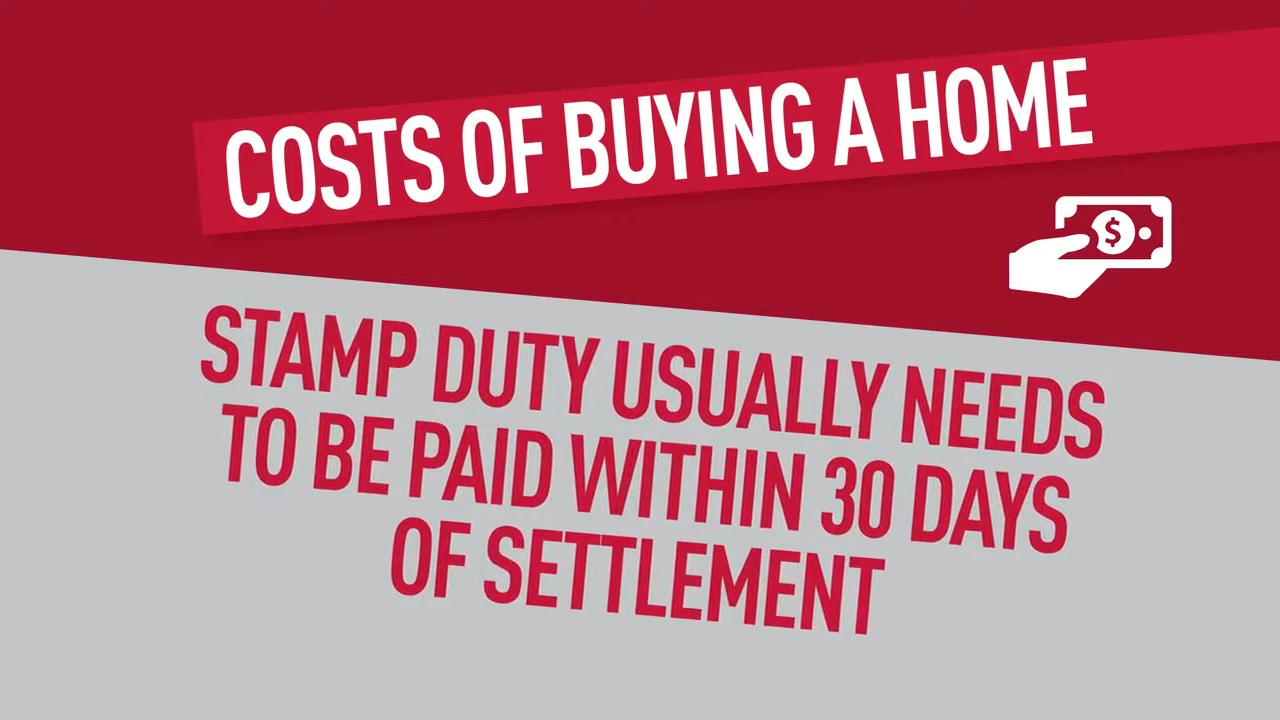 COSTS OF BUYING A HOME
$
STAMP DUTY USUALLY NEEDS
TO BE PAID WITHIN 30 DAYS
OF SETTLEMENT